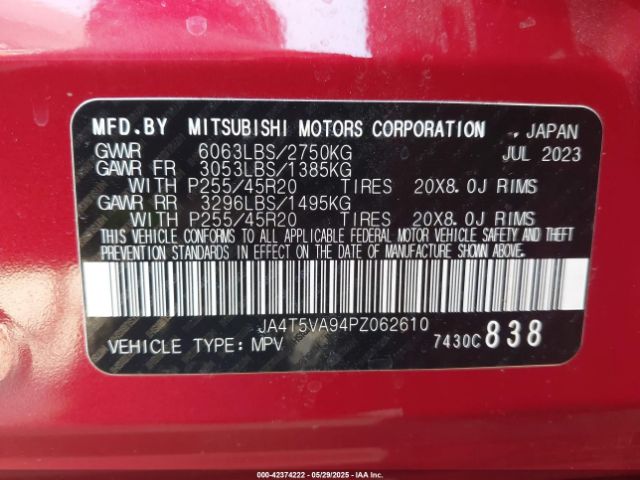 MFD.BY MITSUBISHI MOTORS CORPORATION , JAPAN
GVWR 6063LBS/2750KG JUL 2023
GAWR FR 3053LBS/1385KG
WITH P255/45R20 TIRES 20X8.0J RIMS
GAWR RR 3296LBS/1495KG
WITH P255/45R20 TIRES 20X8.0J RIMS
THIS VEHICLE CONFORMS TO ALL APPLICABLE FEDERAL MOTOR VEHICLE SAFETY AND THEFT
PREVENTION STANDARDS IN EFFECT ON THE DATE OF MANUFACTURE SHOWN ABOVE.
JA4T5VA94PZ062610
VEHICLE TYPE: MPV 7430C 838
000-42374222 - 05/29/2025 - IAA Inc. - Copyright